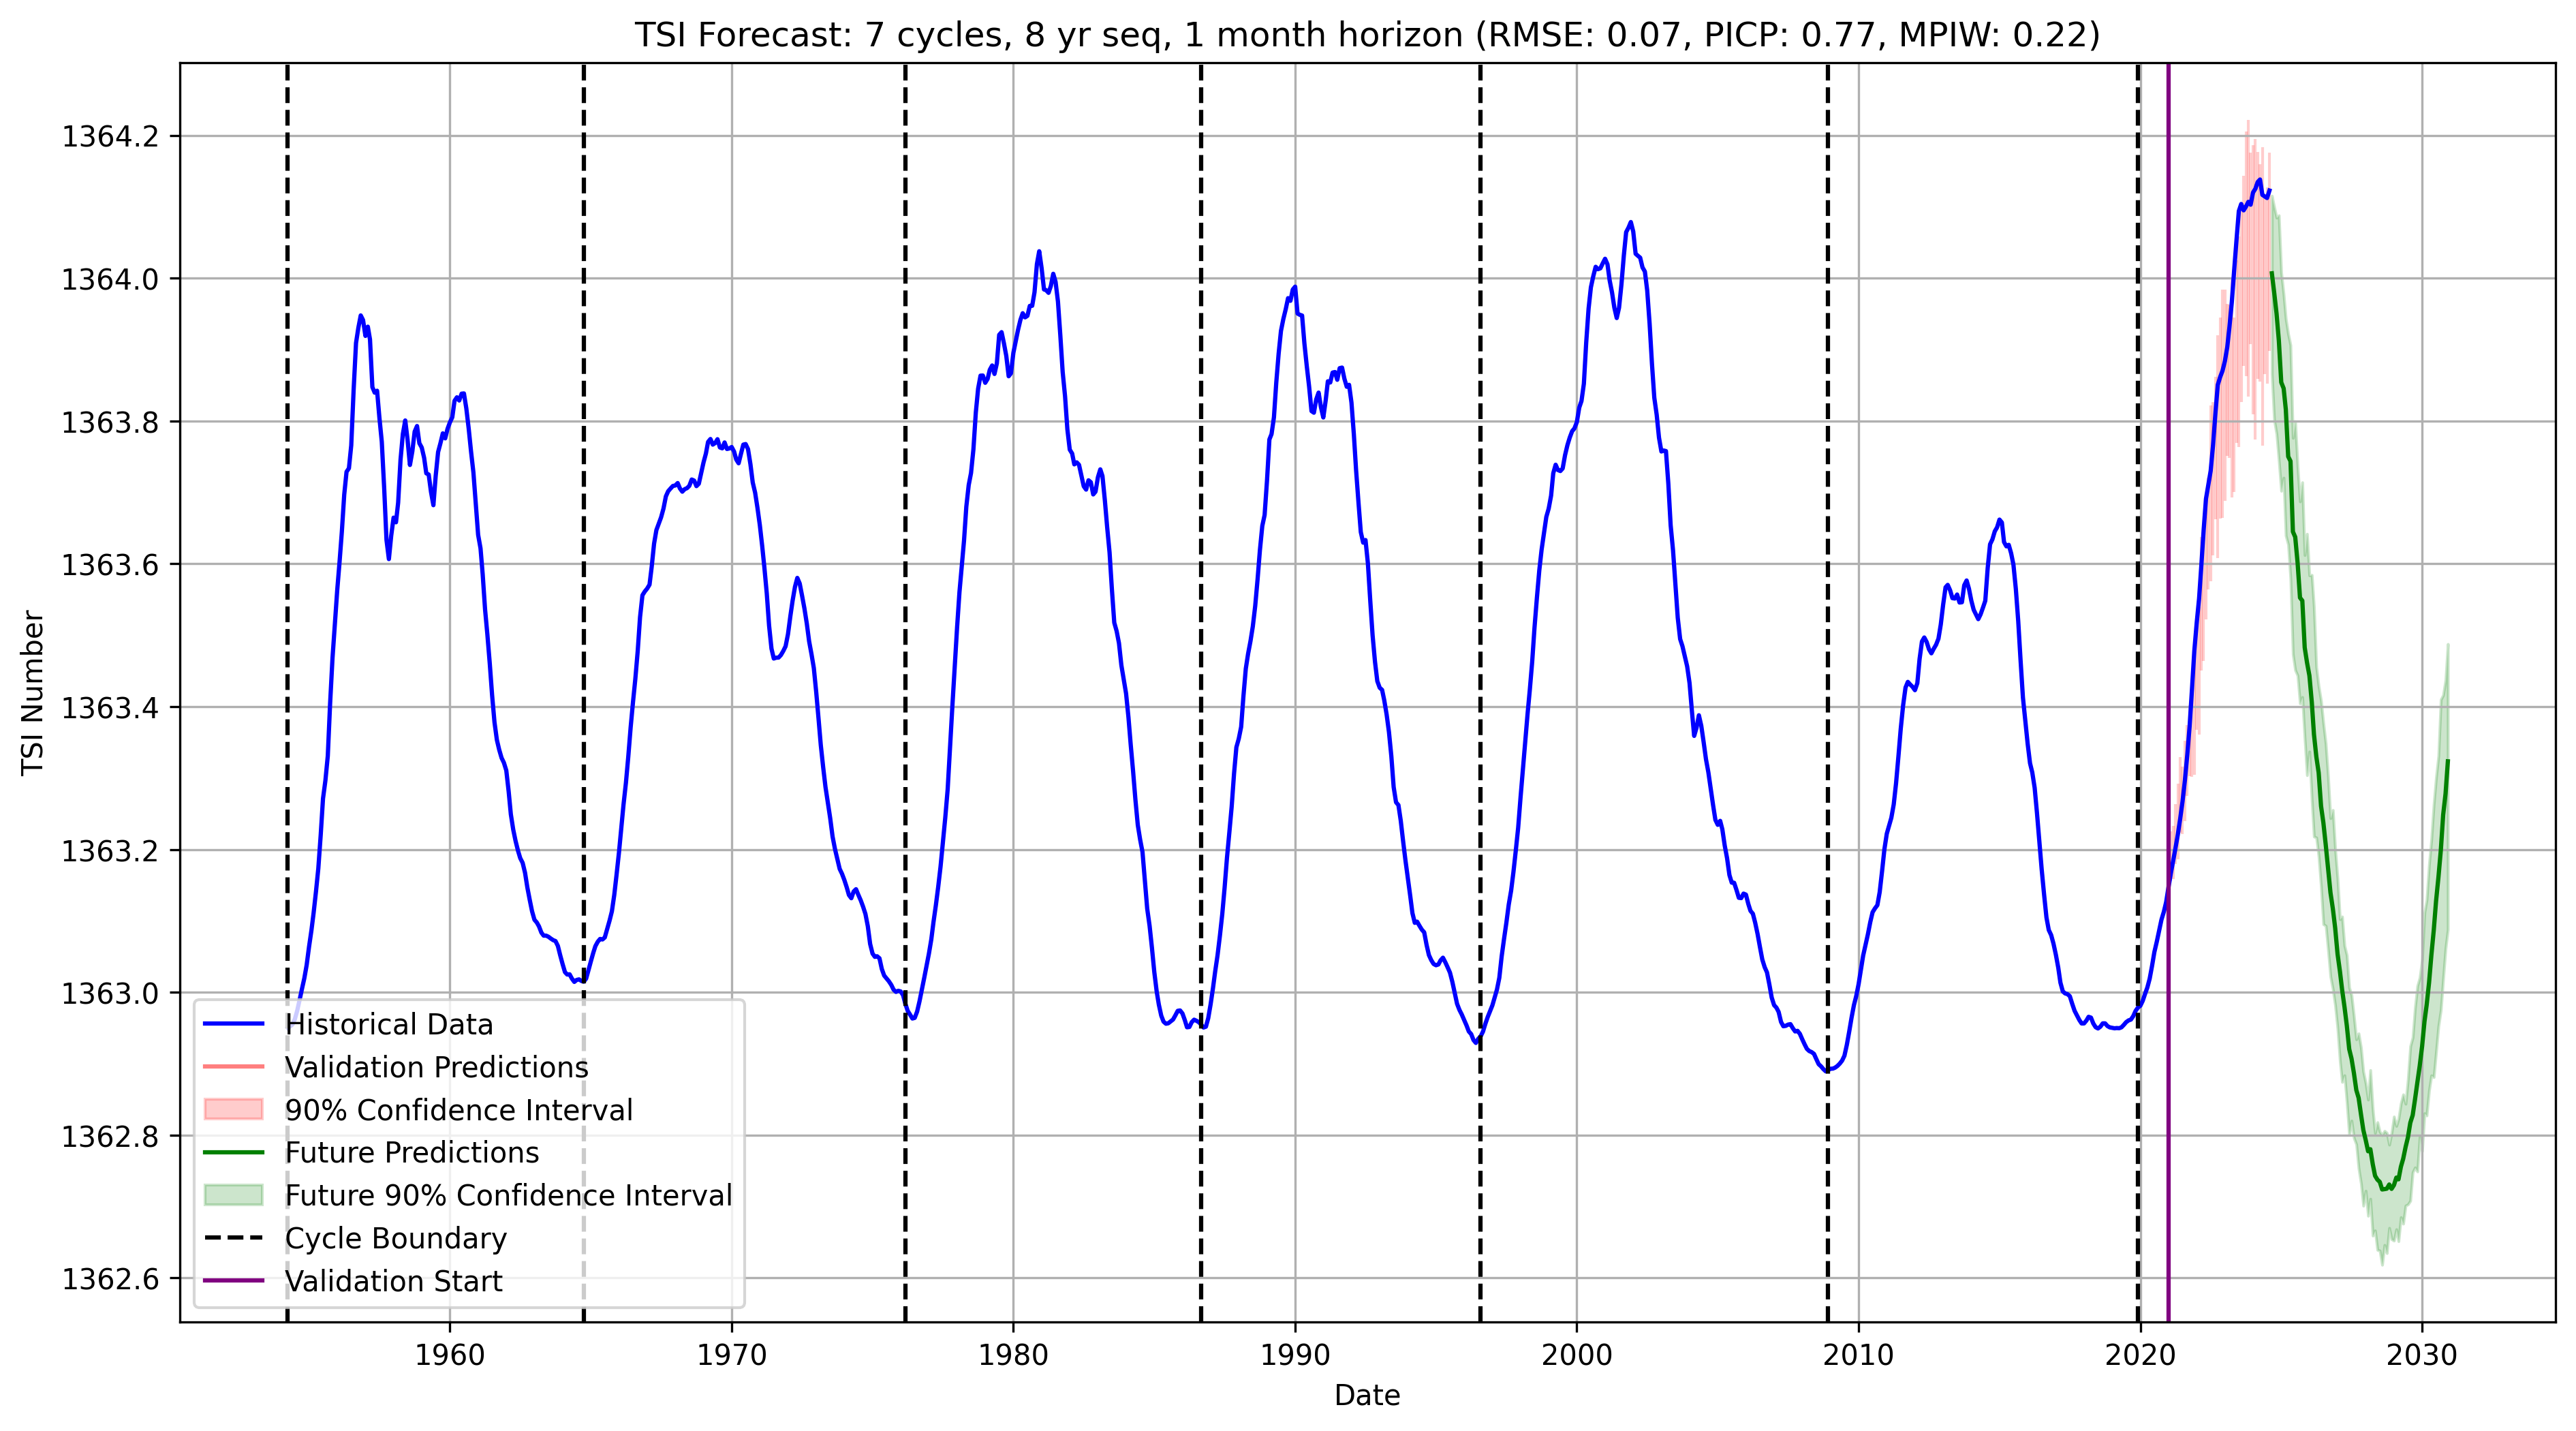 TSI Forecast: 7 cycles, 8 yr seq, 1 month horizon (RMSE: 0.07, PICP: 0.77, MPIW: 0.22)
TSI Number
1364.2
1364.0
1363.8
1363.6
1363.4
1363.2
1363.0
1362.8
1362.6
Historical Data
Validation Predictions
90% Confidence Interval
Future Predictions
Future 90% Confidence Interval
Cycle Boundary
Validation Start
1960 1970 1980 1990 2000 2010 2020 2030
Date